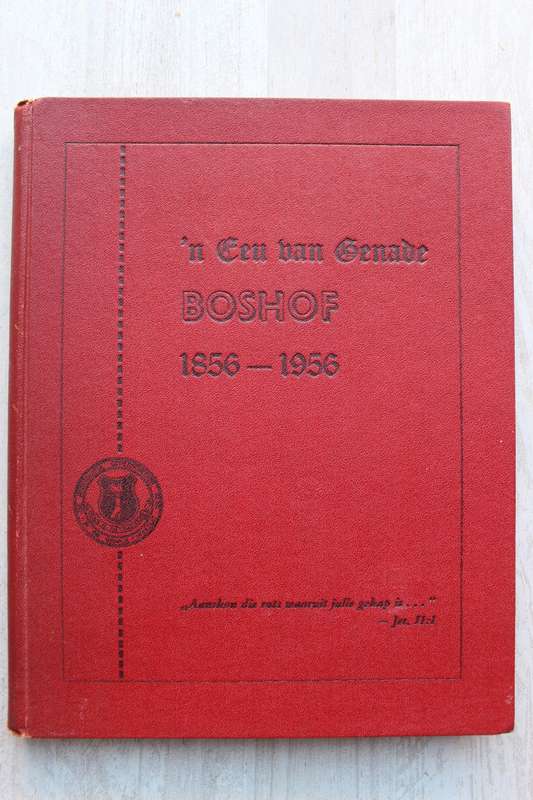 'n Eeu van Genade
BOSHOF
1856 — 1956
„Aanskou die rots waaruit julle gekap is . . . "
— Jes. 51:1